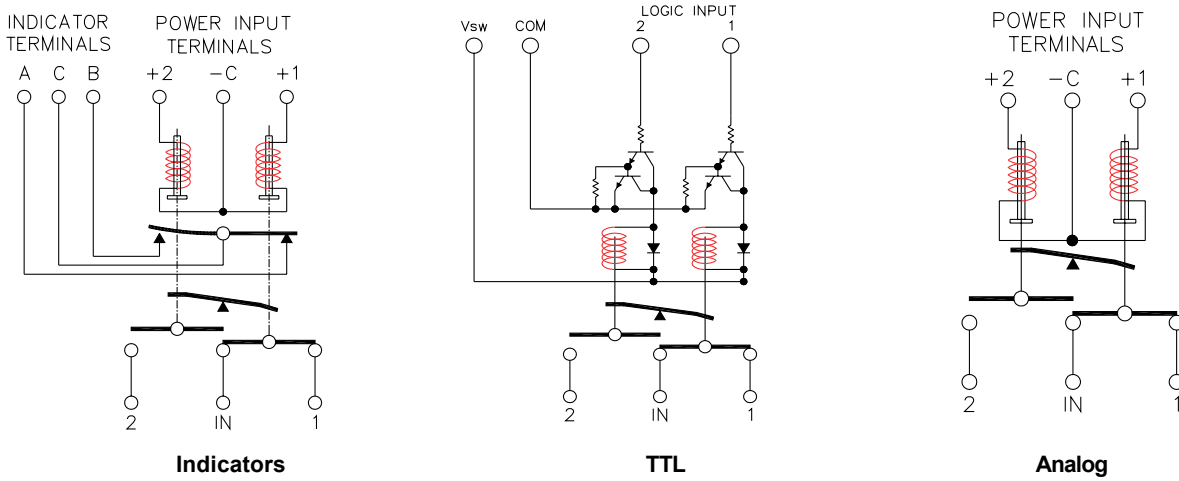 INDICATOR
TERMINALS
A C B
POWER INPUT
TERMINALS
+2 −C +1
2 IN 1
Indicators
LOGIC INPUT
Vsw COM 2 1
2 IN 1
TTL
POWER INPUT
TERMINALS
+2 −C +1
2 IN 1
Analog